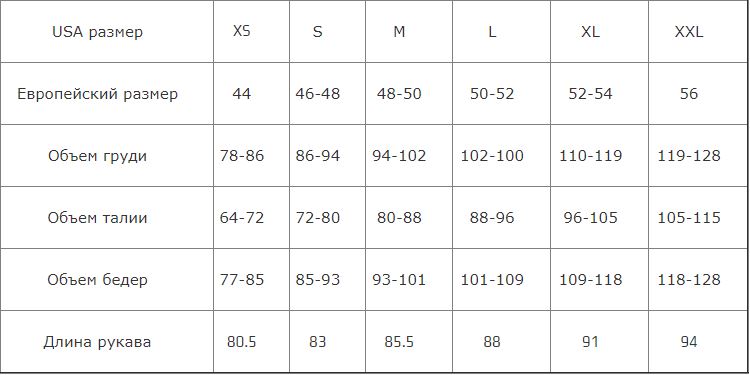 USA размер XS S M L XL XXL
Европейский размер 44 46-48 48-50 50-52 52-54 56
Объем груди 78-86 86-94 94-102 102-100 110-119 119-128
Объем талии 64-72 72-80 80-88 88-96 96-105 105-115
Объем бедер 77-85 85-93 93-101 101-109 109-118 118-128
Длина рукава 80.5 83 85.5 88 91 94